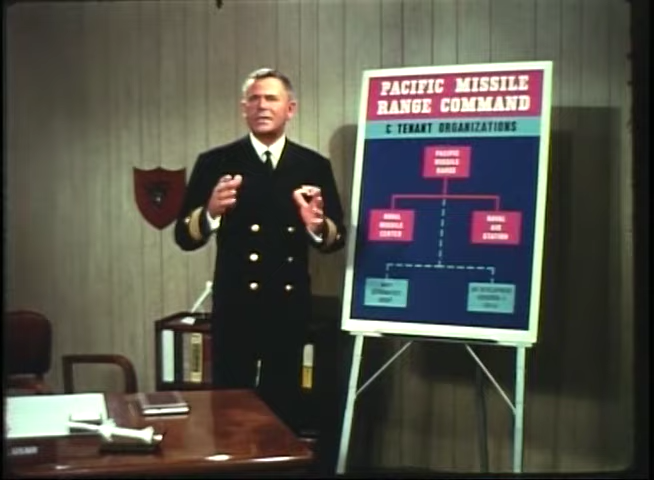 PACIFIC MISSILE
RANGE COMMAND
& TENANT ORGANIZATIONS
PACIFIC
MISSILE
RANGE
NAVAL
MISSILE
CENTER
NAVAL
AIR
STATION